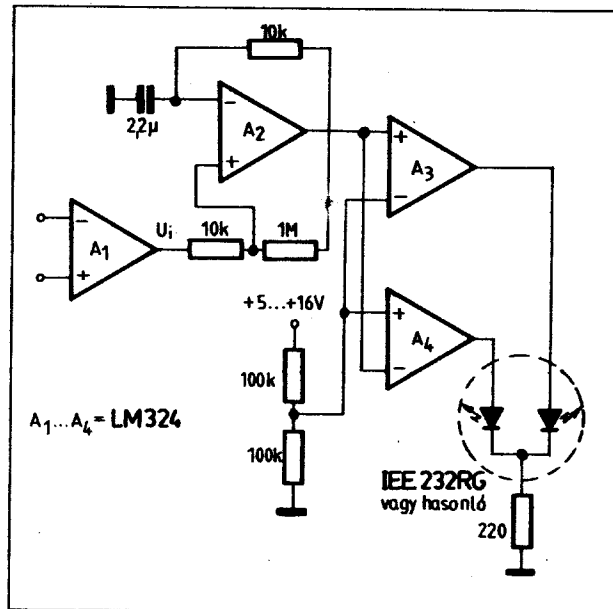 10k
2,2µ
−
+
A2
+
−
A3
−
+
A1
Ui
10k
1M
+5...+16V
+
−
A4
100k
A1...A4=LM324
100k
IEE 232RG
vagy hasonló
220